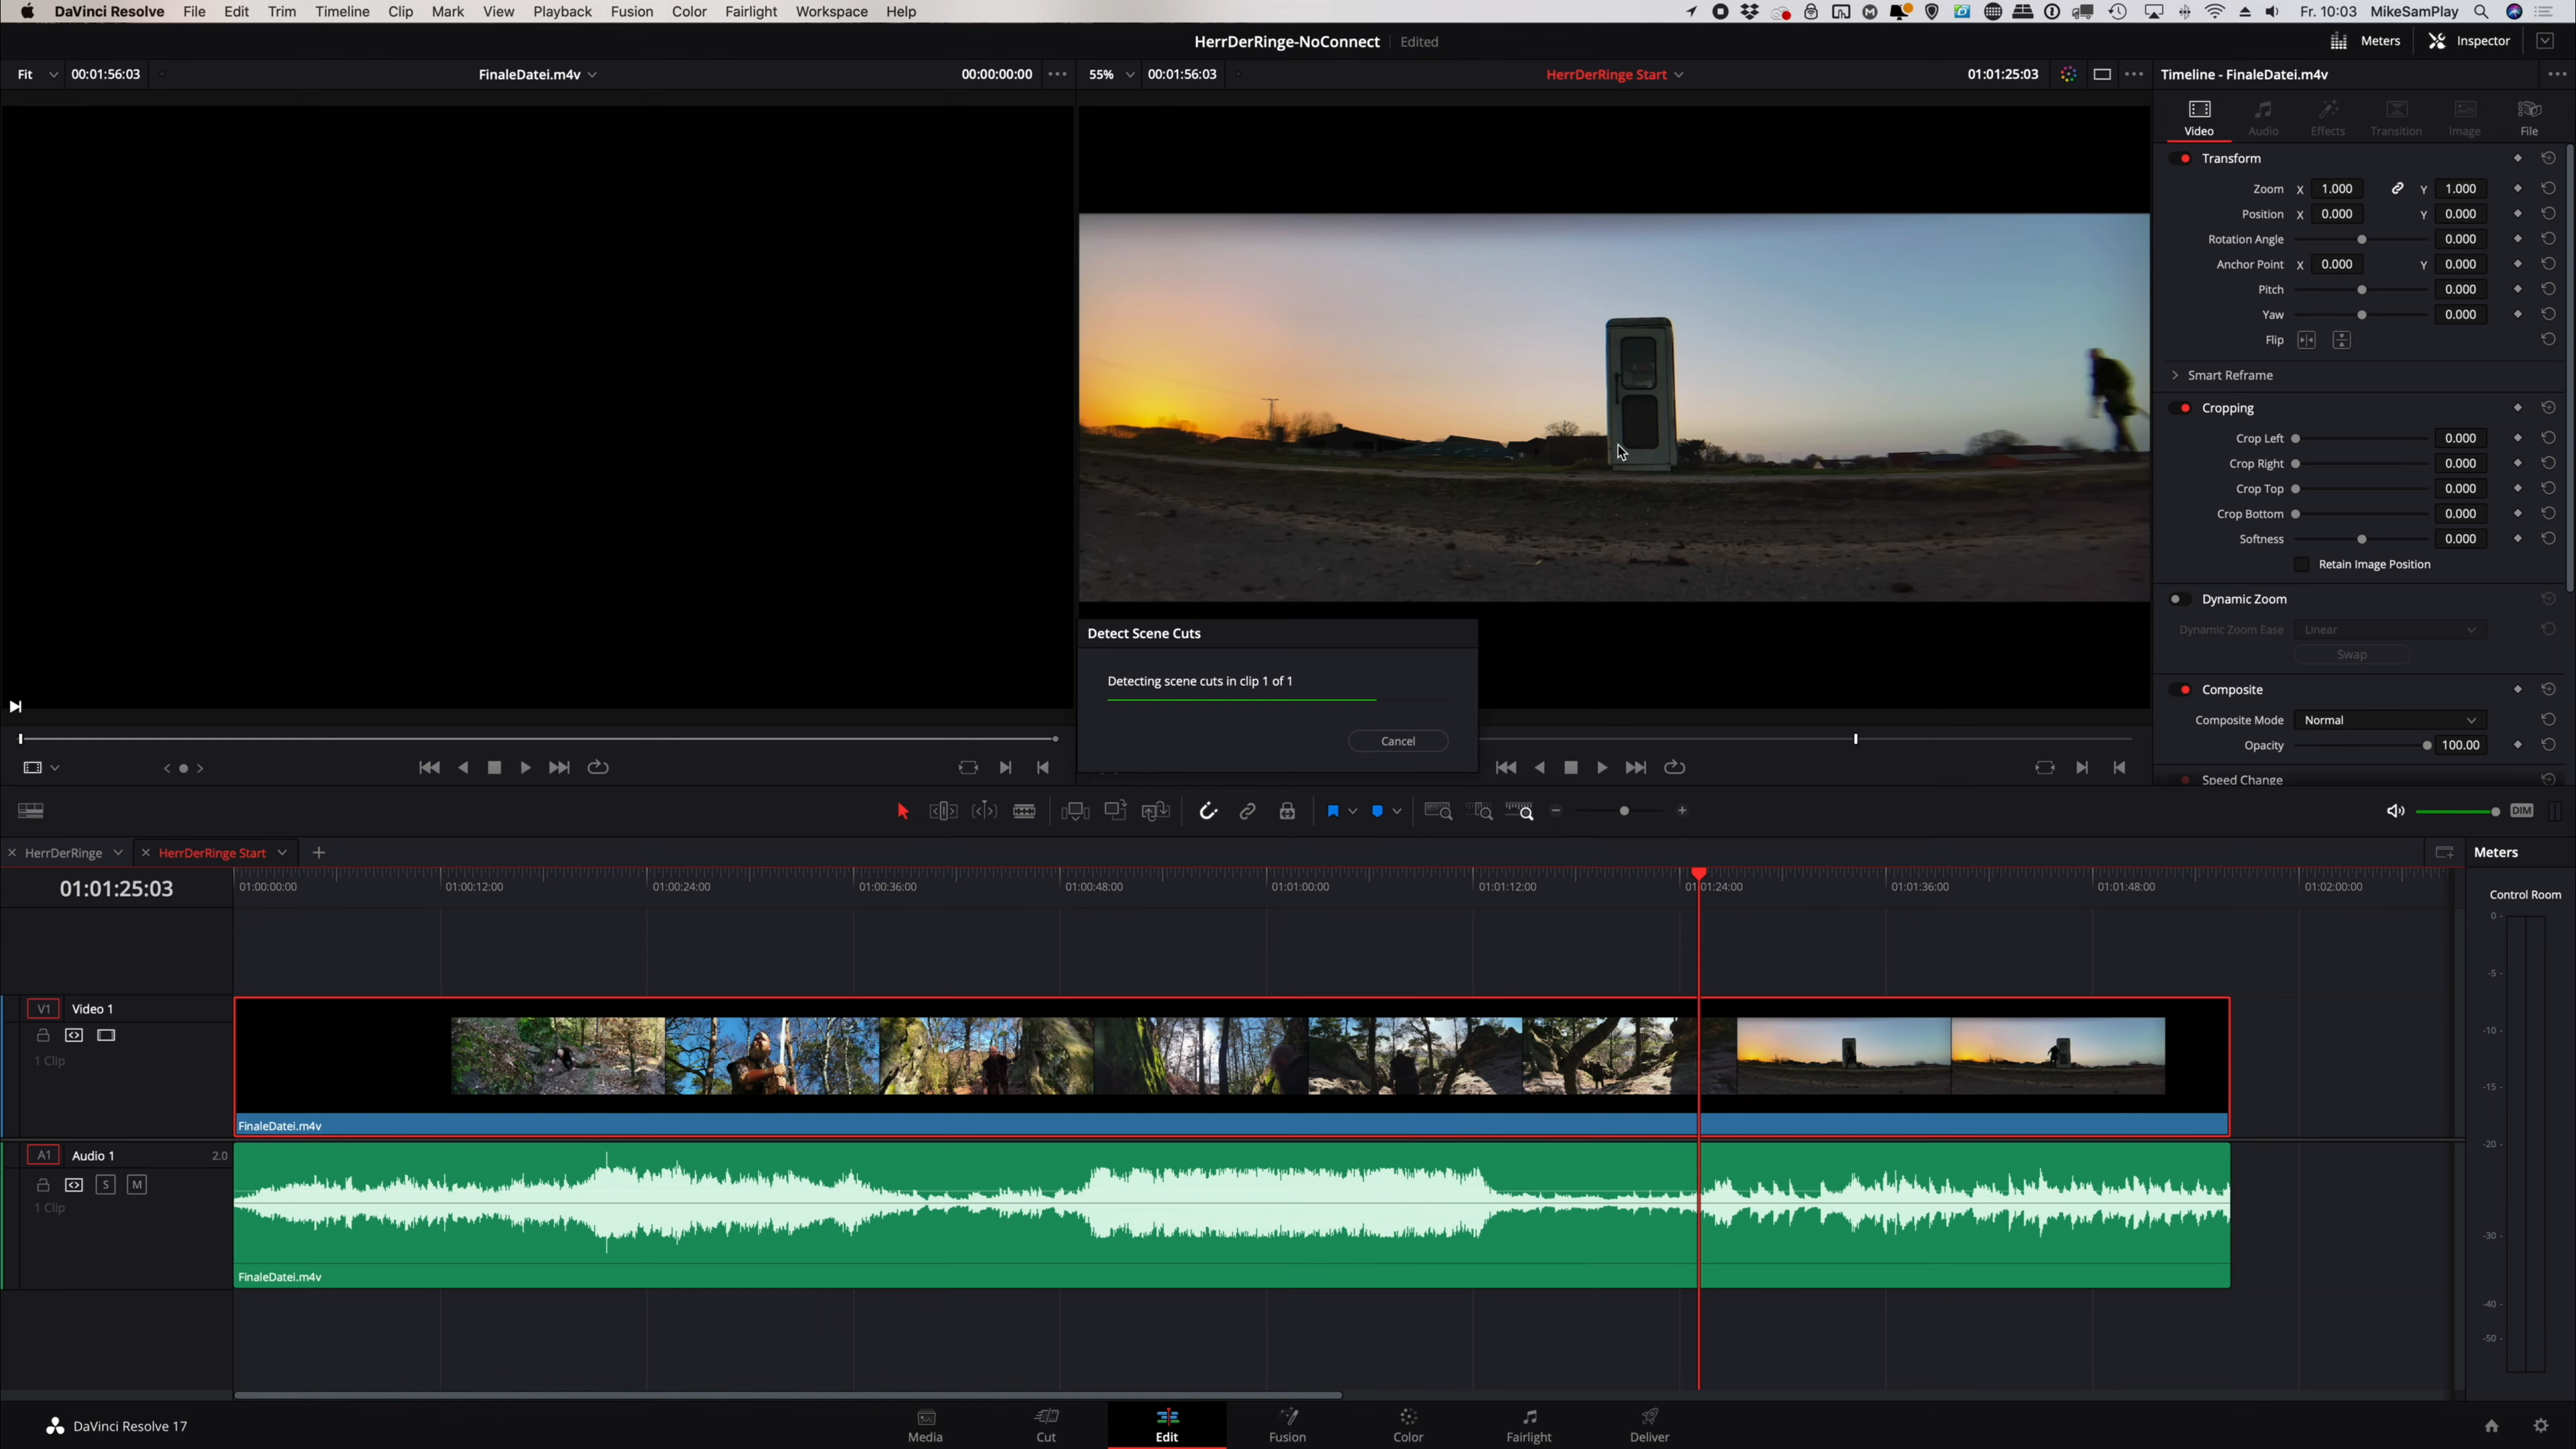 DaVinci Resolve File Edit Trim Timeline Clip Mark View Playback Fusion Color Fairlight Workspace Help Fr. 10:03 MikeSamPlay
HerrDerRinge-NoConnect Edited Meters Inspector
Fit 00:01:56:03 FinaleDatei.m4v 00:00:00:00 55% 00:01:56:03 HerrDerRinge Start 01:01:25:03 Timeline - FinaleDatei.m4v
Video Audio Effects Transition Image File
Transform
Zoom X 1.000 Y 1.000
Position X 0.000 Y 0.000
Rotation Angle 0.000
Anchor Point X 0.000 Y 0.000
Pitch 0.000
Yaw 0.000
Flip
Smart Reframe
Cropping
Crop Left 0.000
Crop Right 0.000
Crop Top 0.000
Crop Bottom 0.000
Softness 0.000
Retain Image Position
Dynamic Zoom
Dynamic Zoom Ease Linear
Swap
Composite
Composite Mode Normal
Opacity 100.00
Speed Change
Detect Scene Cuts
Detecting scene cuts in clip 1 of 1
Cancel
DIM
HerrDerRinge HerrDerRinge Start Meters
01:01:25:03 01:00:00:00 01:00:12:00 01:00:24:00 01:00:36:00 01:00:48:00 01:01:00:00 01:01:12:00 01:01:24:00 01:01:36:00 01:01:48:00 01:02:00:00
Control Room
0
-5
-10
-15
-20
-30
-40
-50
V1 Video 1
1 Clip
FinaleDatei.m4v
A1 Audio 1 2.0
S M
1 Clip
FinaleDatei.m4v
DaVinci Resolve 17 Media Cut Edit Fusion Color Fairlight Deliver